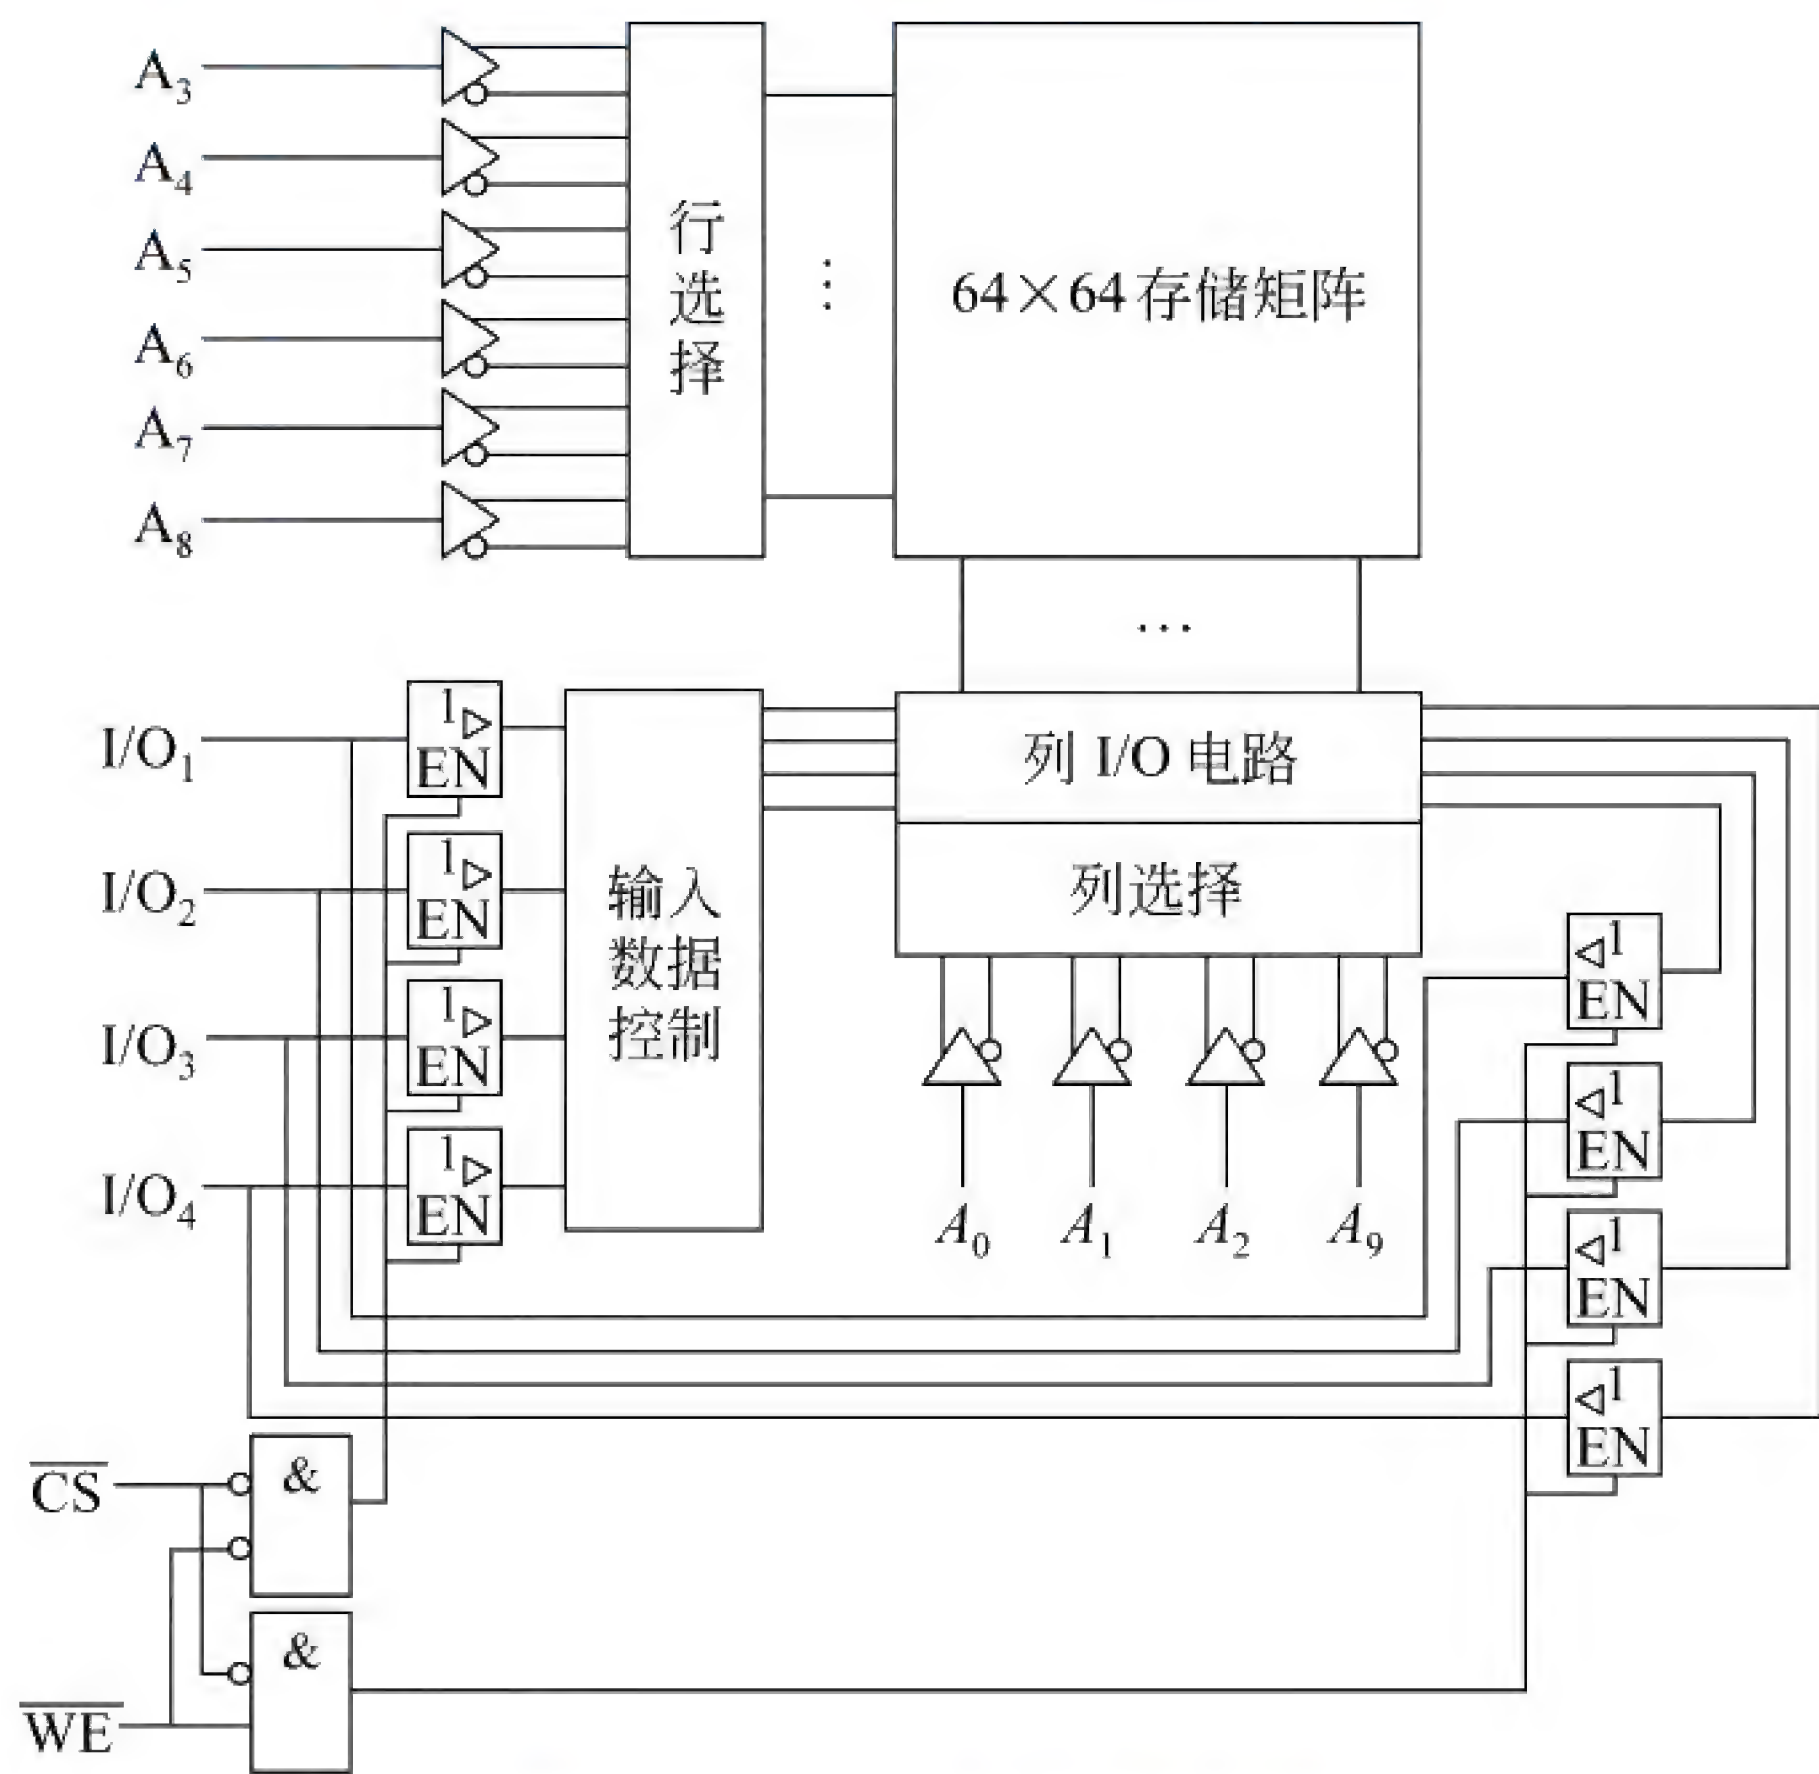 A₃
A₄
A₅
A₆
A₇
A₈
行选择
⋮
64×64存储矩阵
…
I/O₁
I/O₂
I/O₃
I/O₄
1▷
EN
1▷
EN
1▷
EN
1▷
EN
输入数据控制
列 I/O 电路
列选择
A₀ A₁ A₂ A₉
◁1
EN
◁1
EN
◁1
EN
◁1
EN
C̅S̅
&
&
W̅E̅